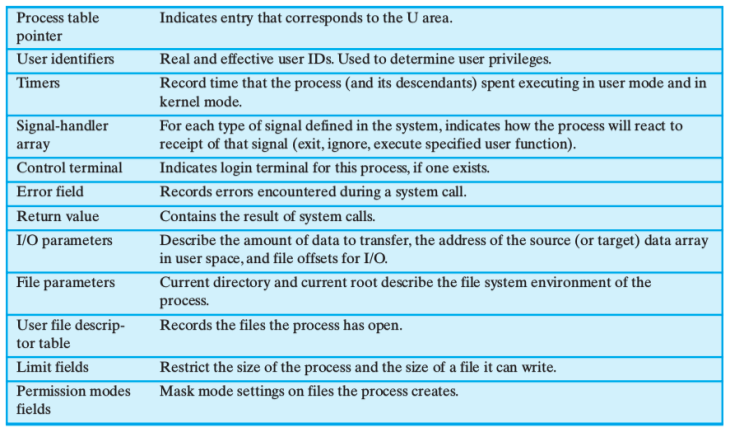 Process table Indicates entry that corresponds to the U area.
pointer
User identifiers Real and effective user IDs. Used to determine user privileges.
Timers Record time that the process (and its descendants) spent executing in user mode and in
kernel mode.
Signal-handler For each type of signal defined in the system, indicates how the process will react to
array receipt of that signal (exit, ignore, execute specified user function).
Control terminal Indicates login terminal for this process, if one exists.
Error field Records errors encountered during a system call.
Return value Contains the result of system calls.
I/O parameters Describe the amount of data to transfer, the address of the source (or target) data array
in user space, and file offsets for I/O.
File parameters Current directory and current root describe the file system environment of the
process.
User file descrip- Records the files the process has open.
tor table
Limit fields Restrict the size of the process and the size of a file it can write.
Permission modes Mask mode settings on files the process creates.
fields